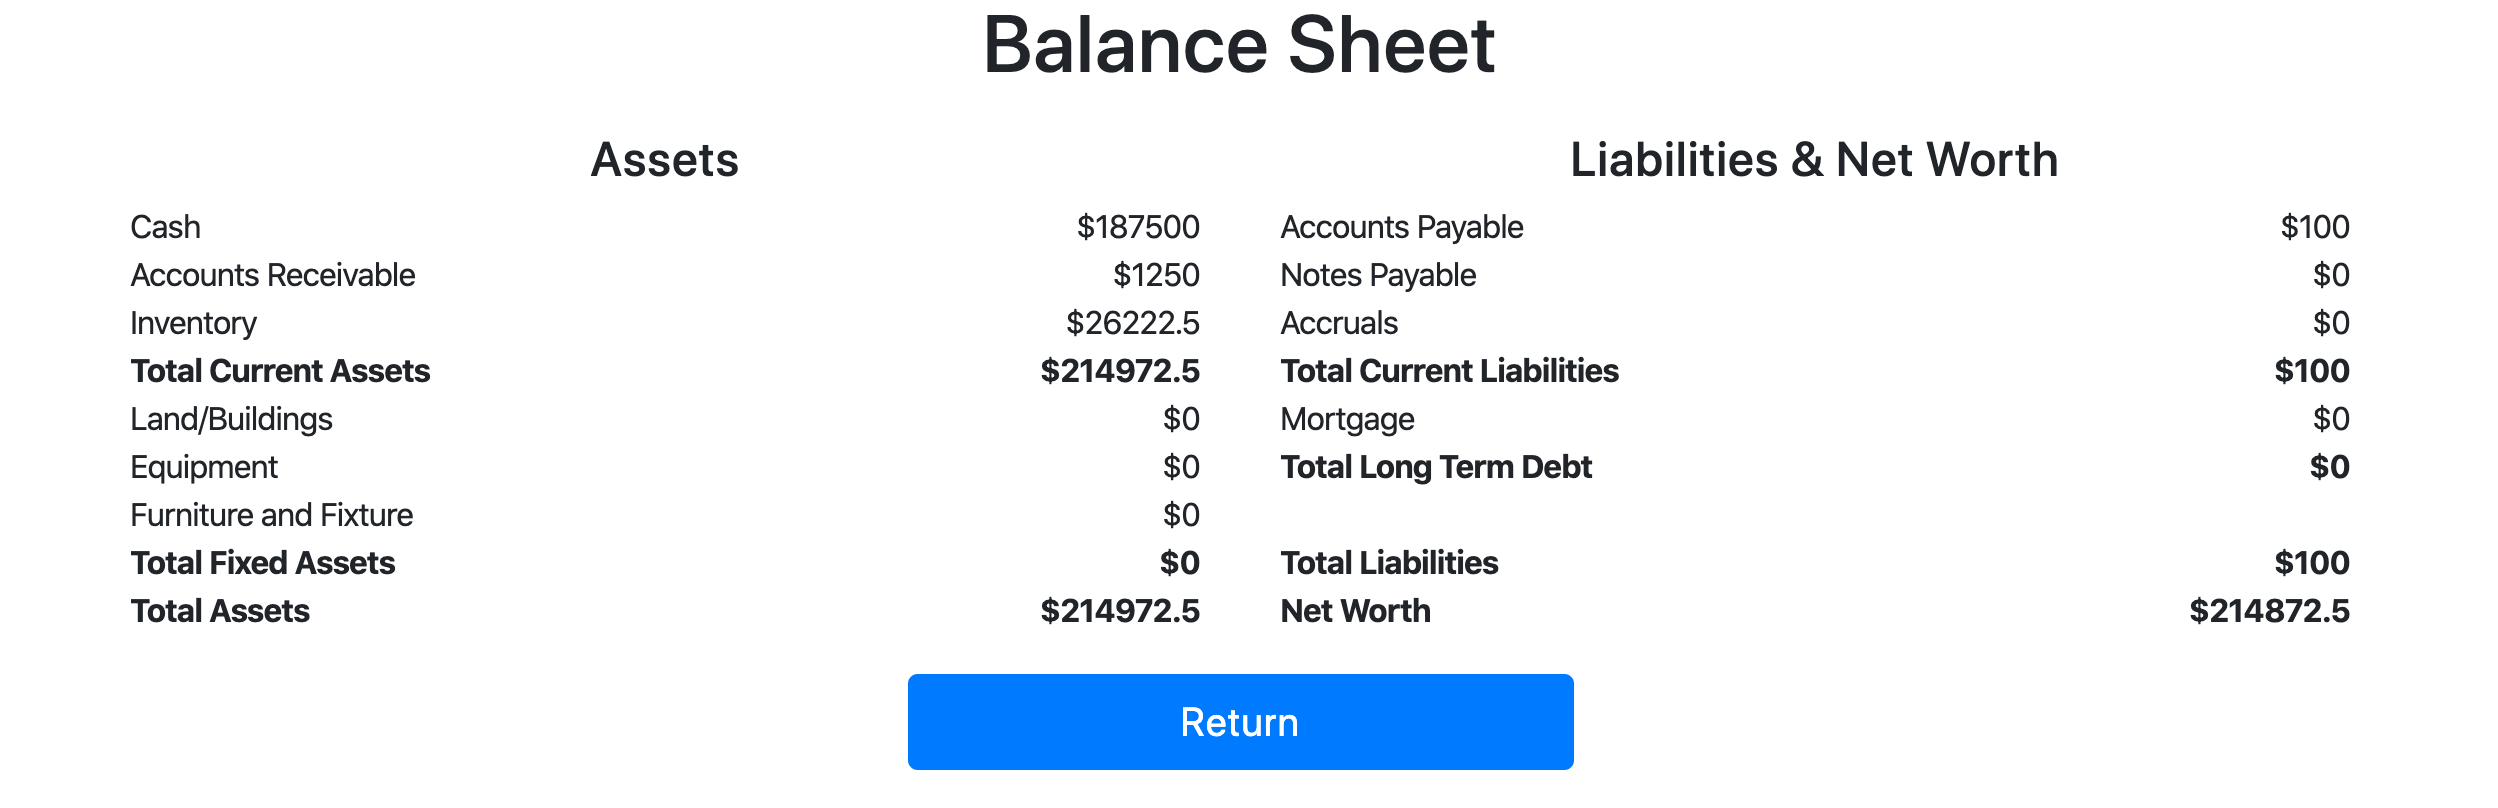 Balance Sheet
Assets
Cash $187500
Accounts Receivable $1250
Inventory $26222.5
Total Current Assets $214972.5
Land/Buildings $0
Equipment $0
Furniture and Fixture $0
Total Fixed Assets $0
Total Assets $214972.5
Liabilities & Net Worth
Accounts Payable $100
Notes Payable $0
Accruals $0
Total Current Liabilities $100
Mortgage $0
Total Long Term Debt $0
Total Liabilities $100
Net Worth $214872.5
Return